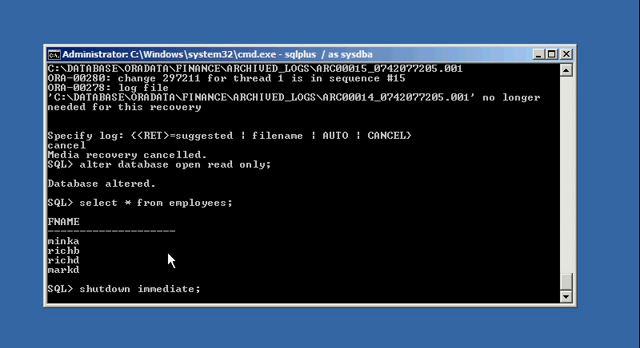 Administrator: C:\Windows\system32\cmd.exe - sqlplus / as sysdba
C:\DATABASE\ORADATA\FINANCE\ARCHIVED_LOGS\ARC00015_0742077205.001
ORA-00280: change 297211 for thread 1 is in sequence #15
ORA-00278: log file
'C:\DATABASE\ORADATA\FINANCE\ARCHIVED_LOGS\ARC00014_0742077205.001' no longer
needed for this recovery
Specify log: {<RET>=suggested | filename | AUTO | CANCEL}
cancel
Media recovery cancelled.
SQL> alter database open read only;
Database altered.
SQL> select * from employees;
FNAME
--------------------
minka
richb
richd
markd
SQL> shutdown immediate;